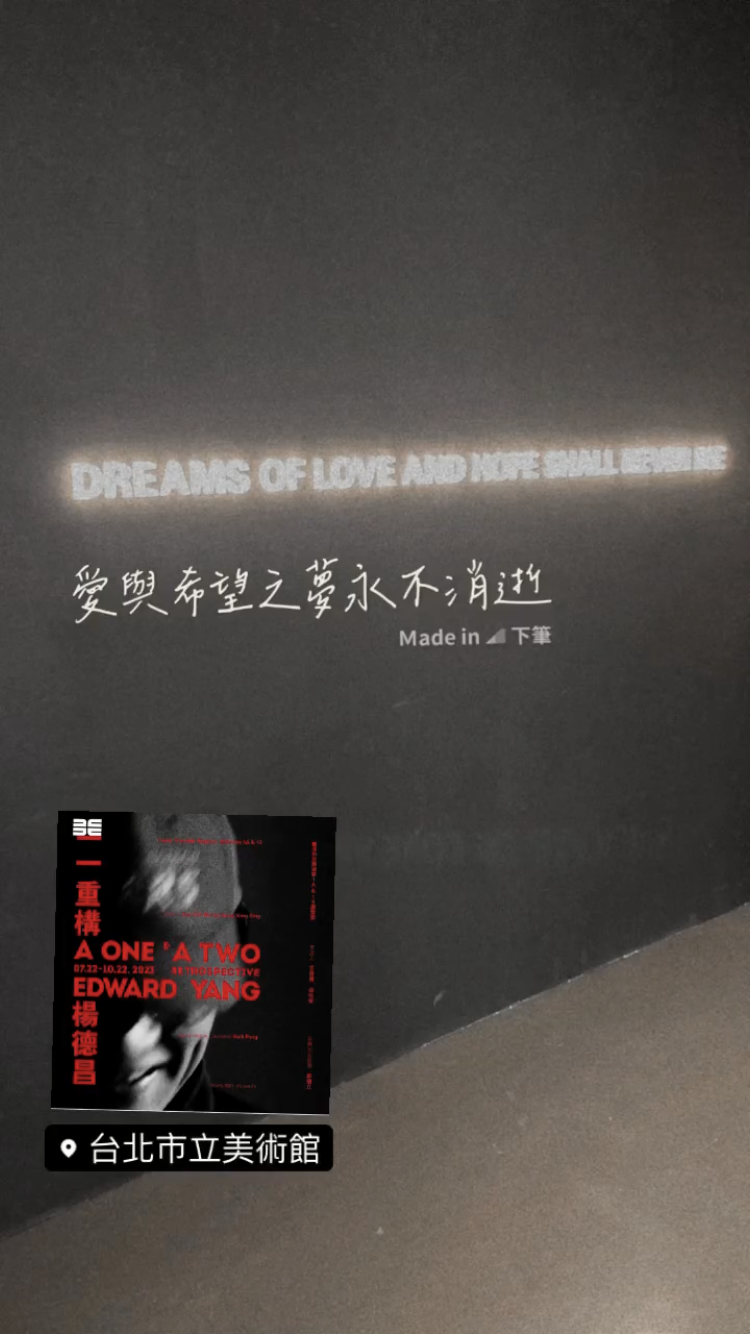 DREAMS OF LOVE AND HOPE SHALL NEVER DIE
愛與希望之夢永不消逝
Made in 下筆
一重構
A ONE & A TWO
07.22-10.22, 2023 RETROSPECTIVE
EDWARD YANG
楊德昌
台北市立美術館